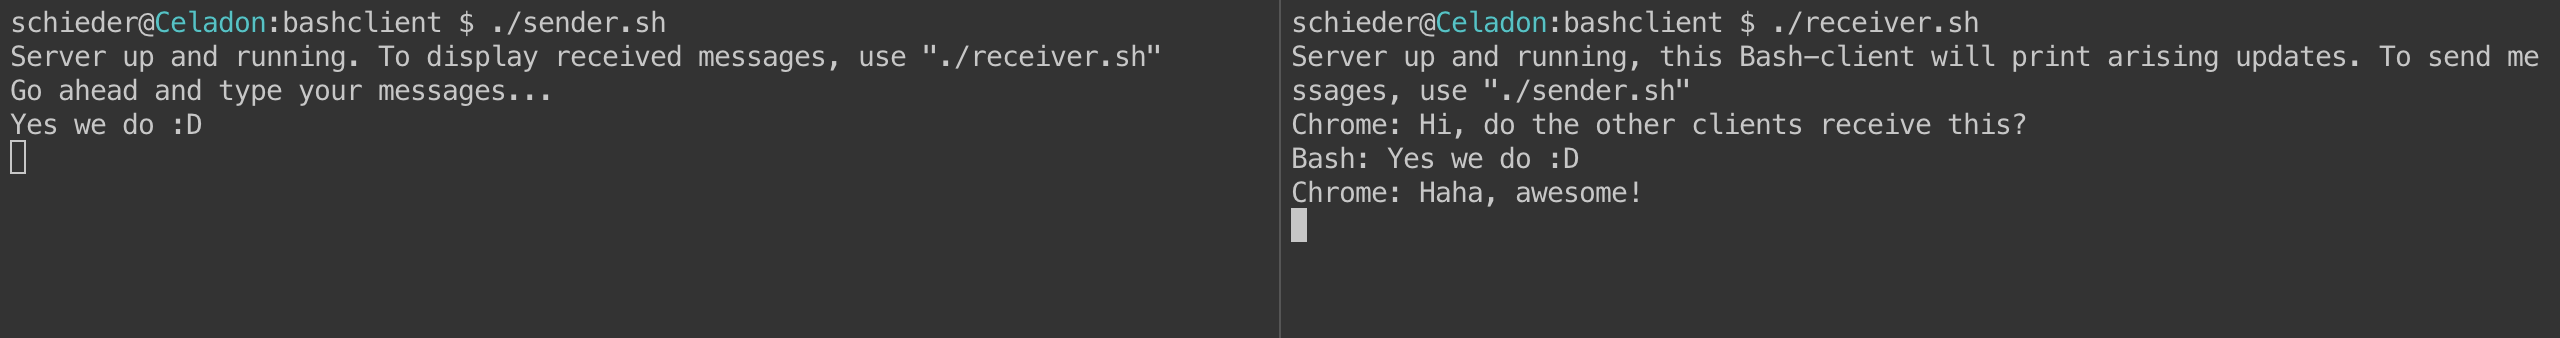 schieder@Celadon:bashclient $ ./sender.sh
Server up and running. To display received messages, use "./receiver.sh"
Go ahead and type your messages...
Yes we do :D
schieder@Celadon:bashclient $ ./receiver.sh
Server up and running, this Bash-client will print arising updates. To send me
ssages, use "./sender.sh"
Chrome: Hi, do the other clients receive this?
Bash: Yes we do :D
Chrome: Haha, awesome!